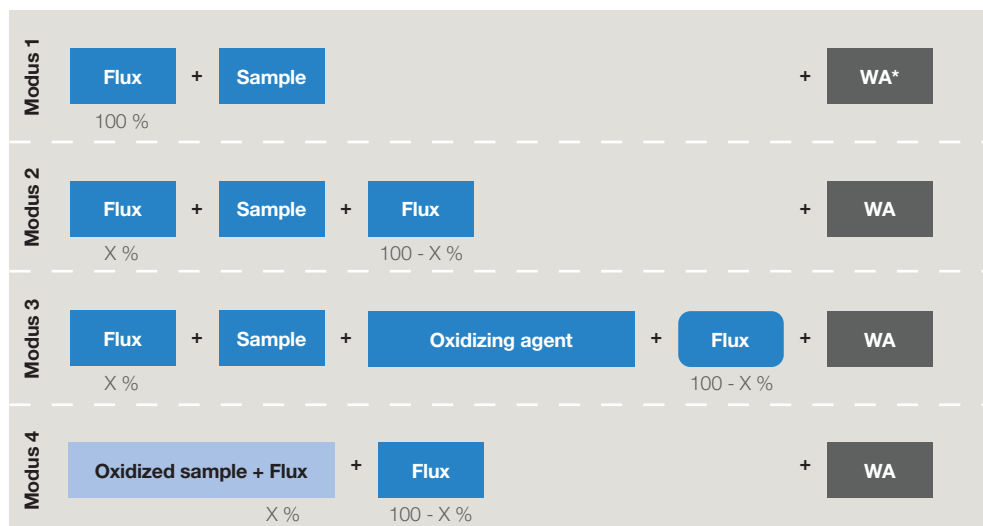 Modus 1
Flux + Sample + WA*
100 %
Modus 2
Flux + Sample + Flux + WA
X % 100 - X %
Modus 3
Flux + Sample + Oxidizing agent + Flux + WA
X % 100 - X %
Modus 4
Oxidized sample + Flux + Flux + WA
X % 100 - X %